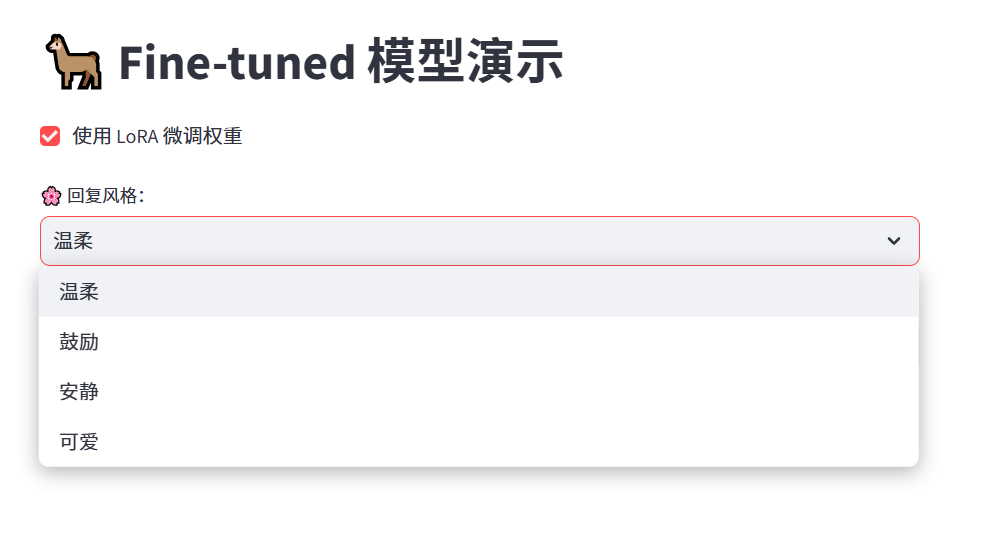 Fine-tuned 模型演示
使用 LoRA 微调权重
回复风格：
温柔
温柔
鼓励
安静
可爱